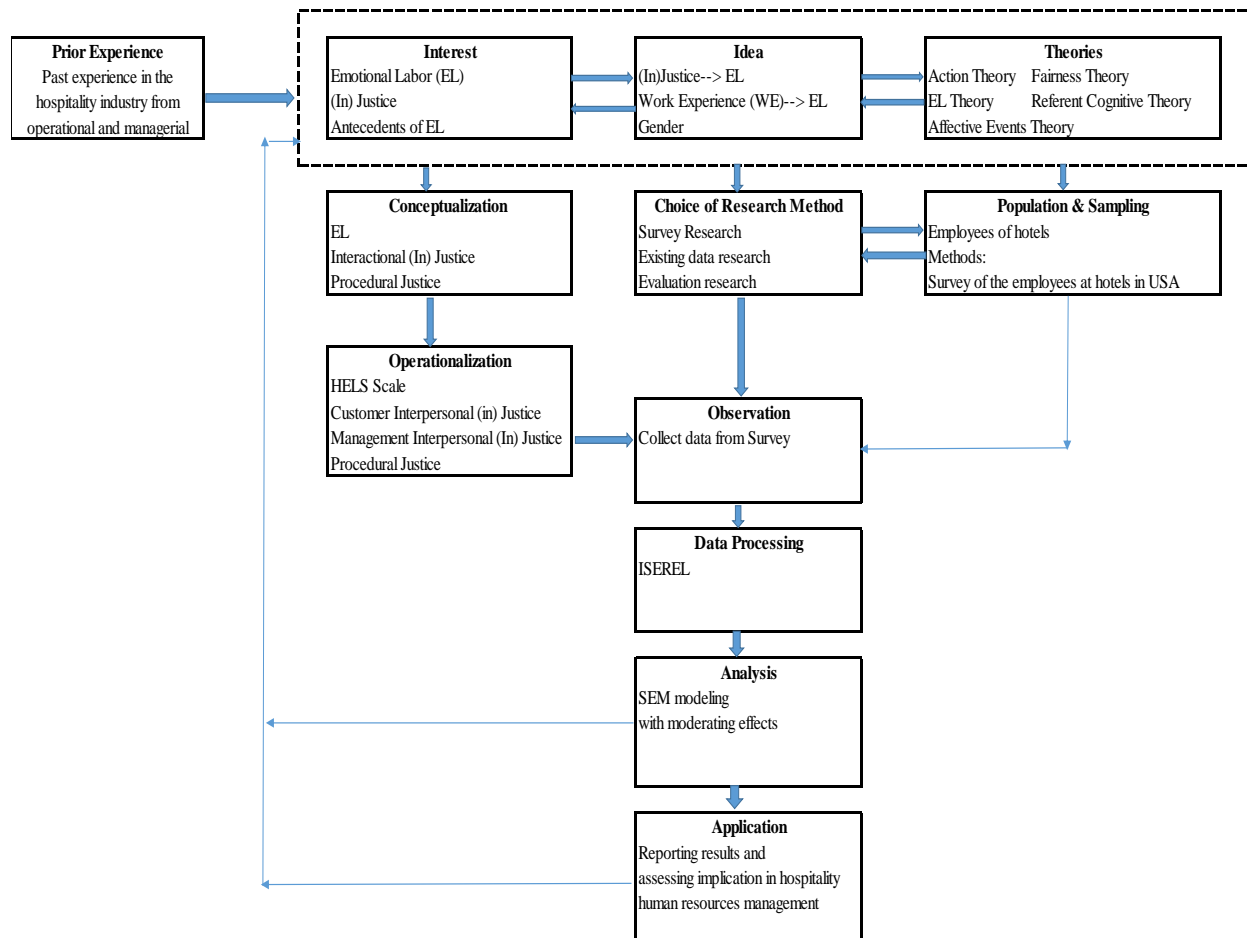 Prior Experience
Past experience in the
hospitality industry from
operational and managerial
Interest
Emotional Labor (EL)
(In) Justice
Antecedents of EL
Idea
(In)Justice--> EL
Work Experience (WE)--> EL
Gender
Theories
Action Theory Fairness Theory
EL Theory Referent Cognitive Theory
Affective Events Theory
Conceptualization
EL
Interactional (In) Justice
Procedural Justice
Choice of Research Method
Survey Research
Existing data research
Evaluation research
Population & Sampling
Employees of hotels
Methods:
Survey of the employees at hotels in USA
Operationalization
HELS Scale
Customer Interpersonal (in) Justice
Management Interpersonal (In) Justice
Procedural Justice
Observation
Collect data from Survey
Data Processing
ISEREL
Analysis
SEM modeling
with moderating effects
Application
Reporting results and
assessing implication in hospitality
human resources management